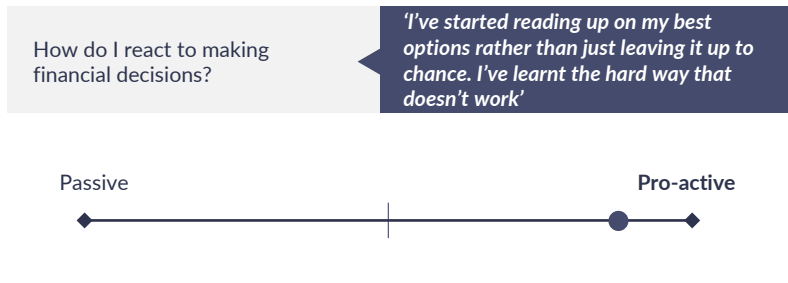 How do I react to making
financial decisions?
‘I’ve started reading up on my best
options rather than just leaving it up to
chance. I’ve learnt the hard way that
doesn’t work’
Passive
Pro-active